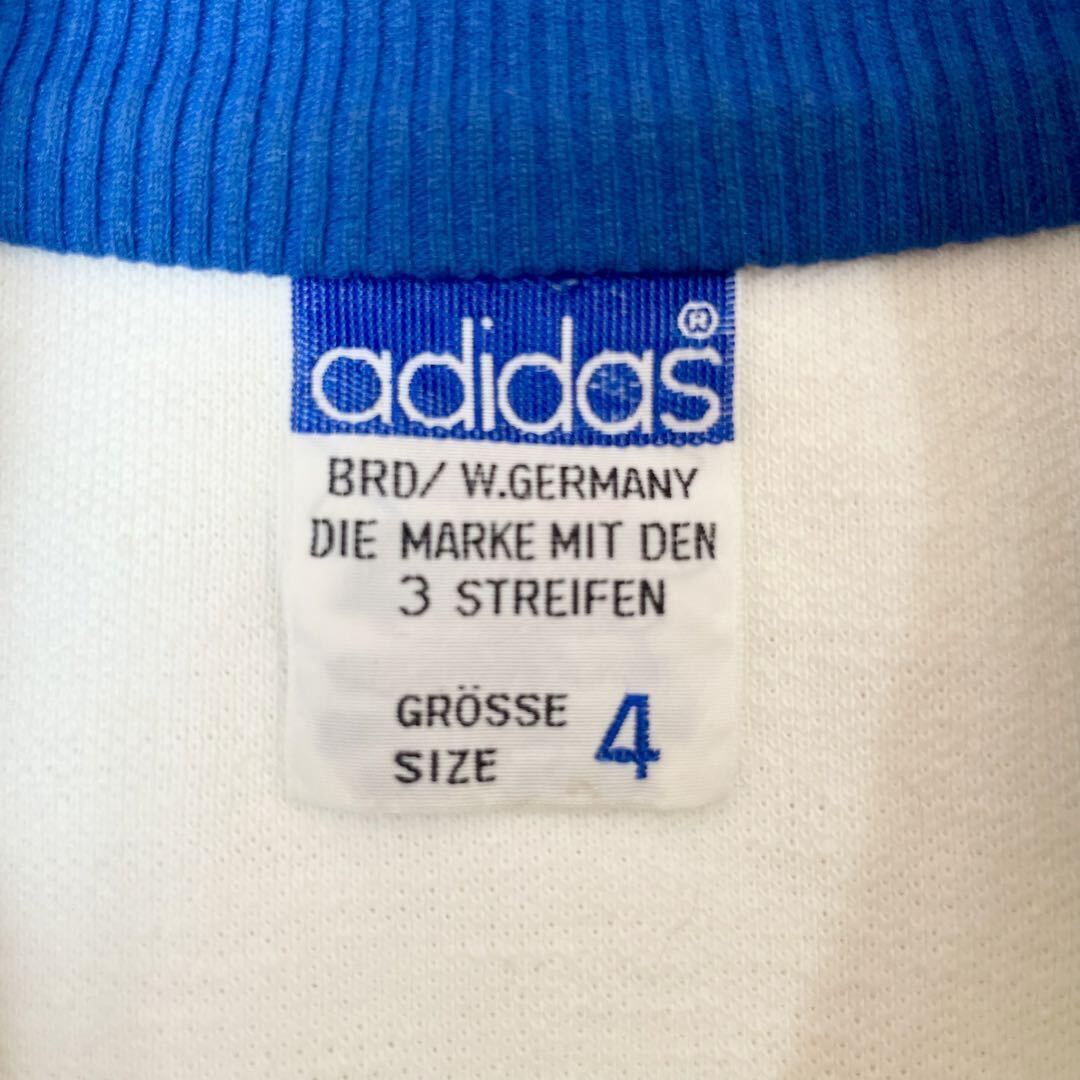 adidas®
BRD/ W.GERMANY
DIE MARKE MIT DEN
3 STREIFEN
GRÖSSE
SIZE 4